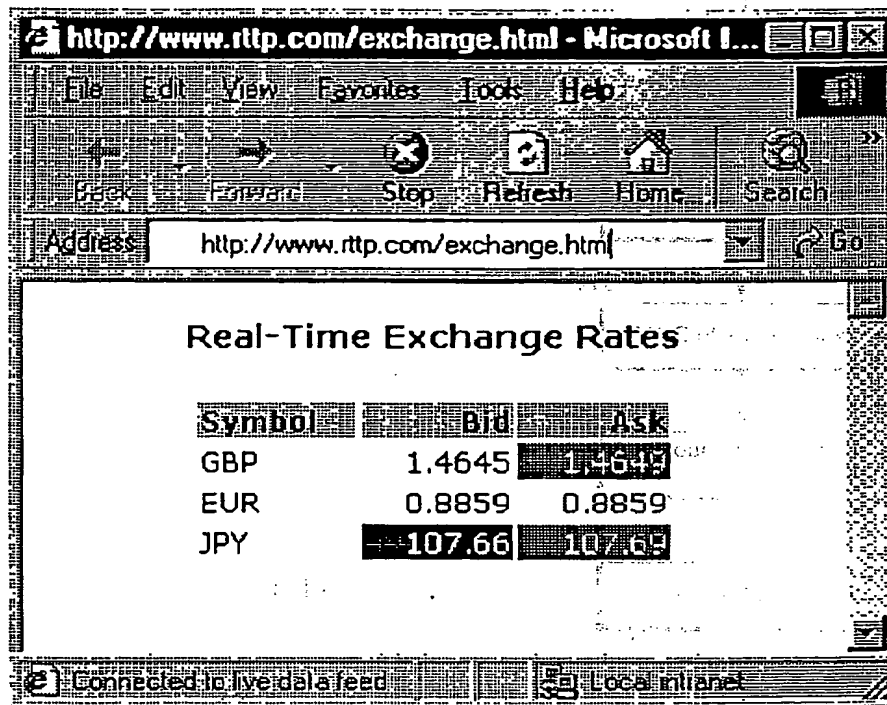 http://www.rttp.com/exchange.html - Microsoft I...
File Edit View Favorites Tools Help
Back Forward Stop Refresh Home Search »
Address http://www.rttp.com/exchange.html Go
Real-Time Exchange Rates
Symbol Bid Ask
GBP 1.4645 1.4649
EUR 0.8859 0.8859
JPY 107.66 107.69
Connected to live data feed Local intranet